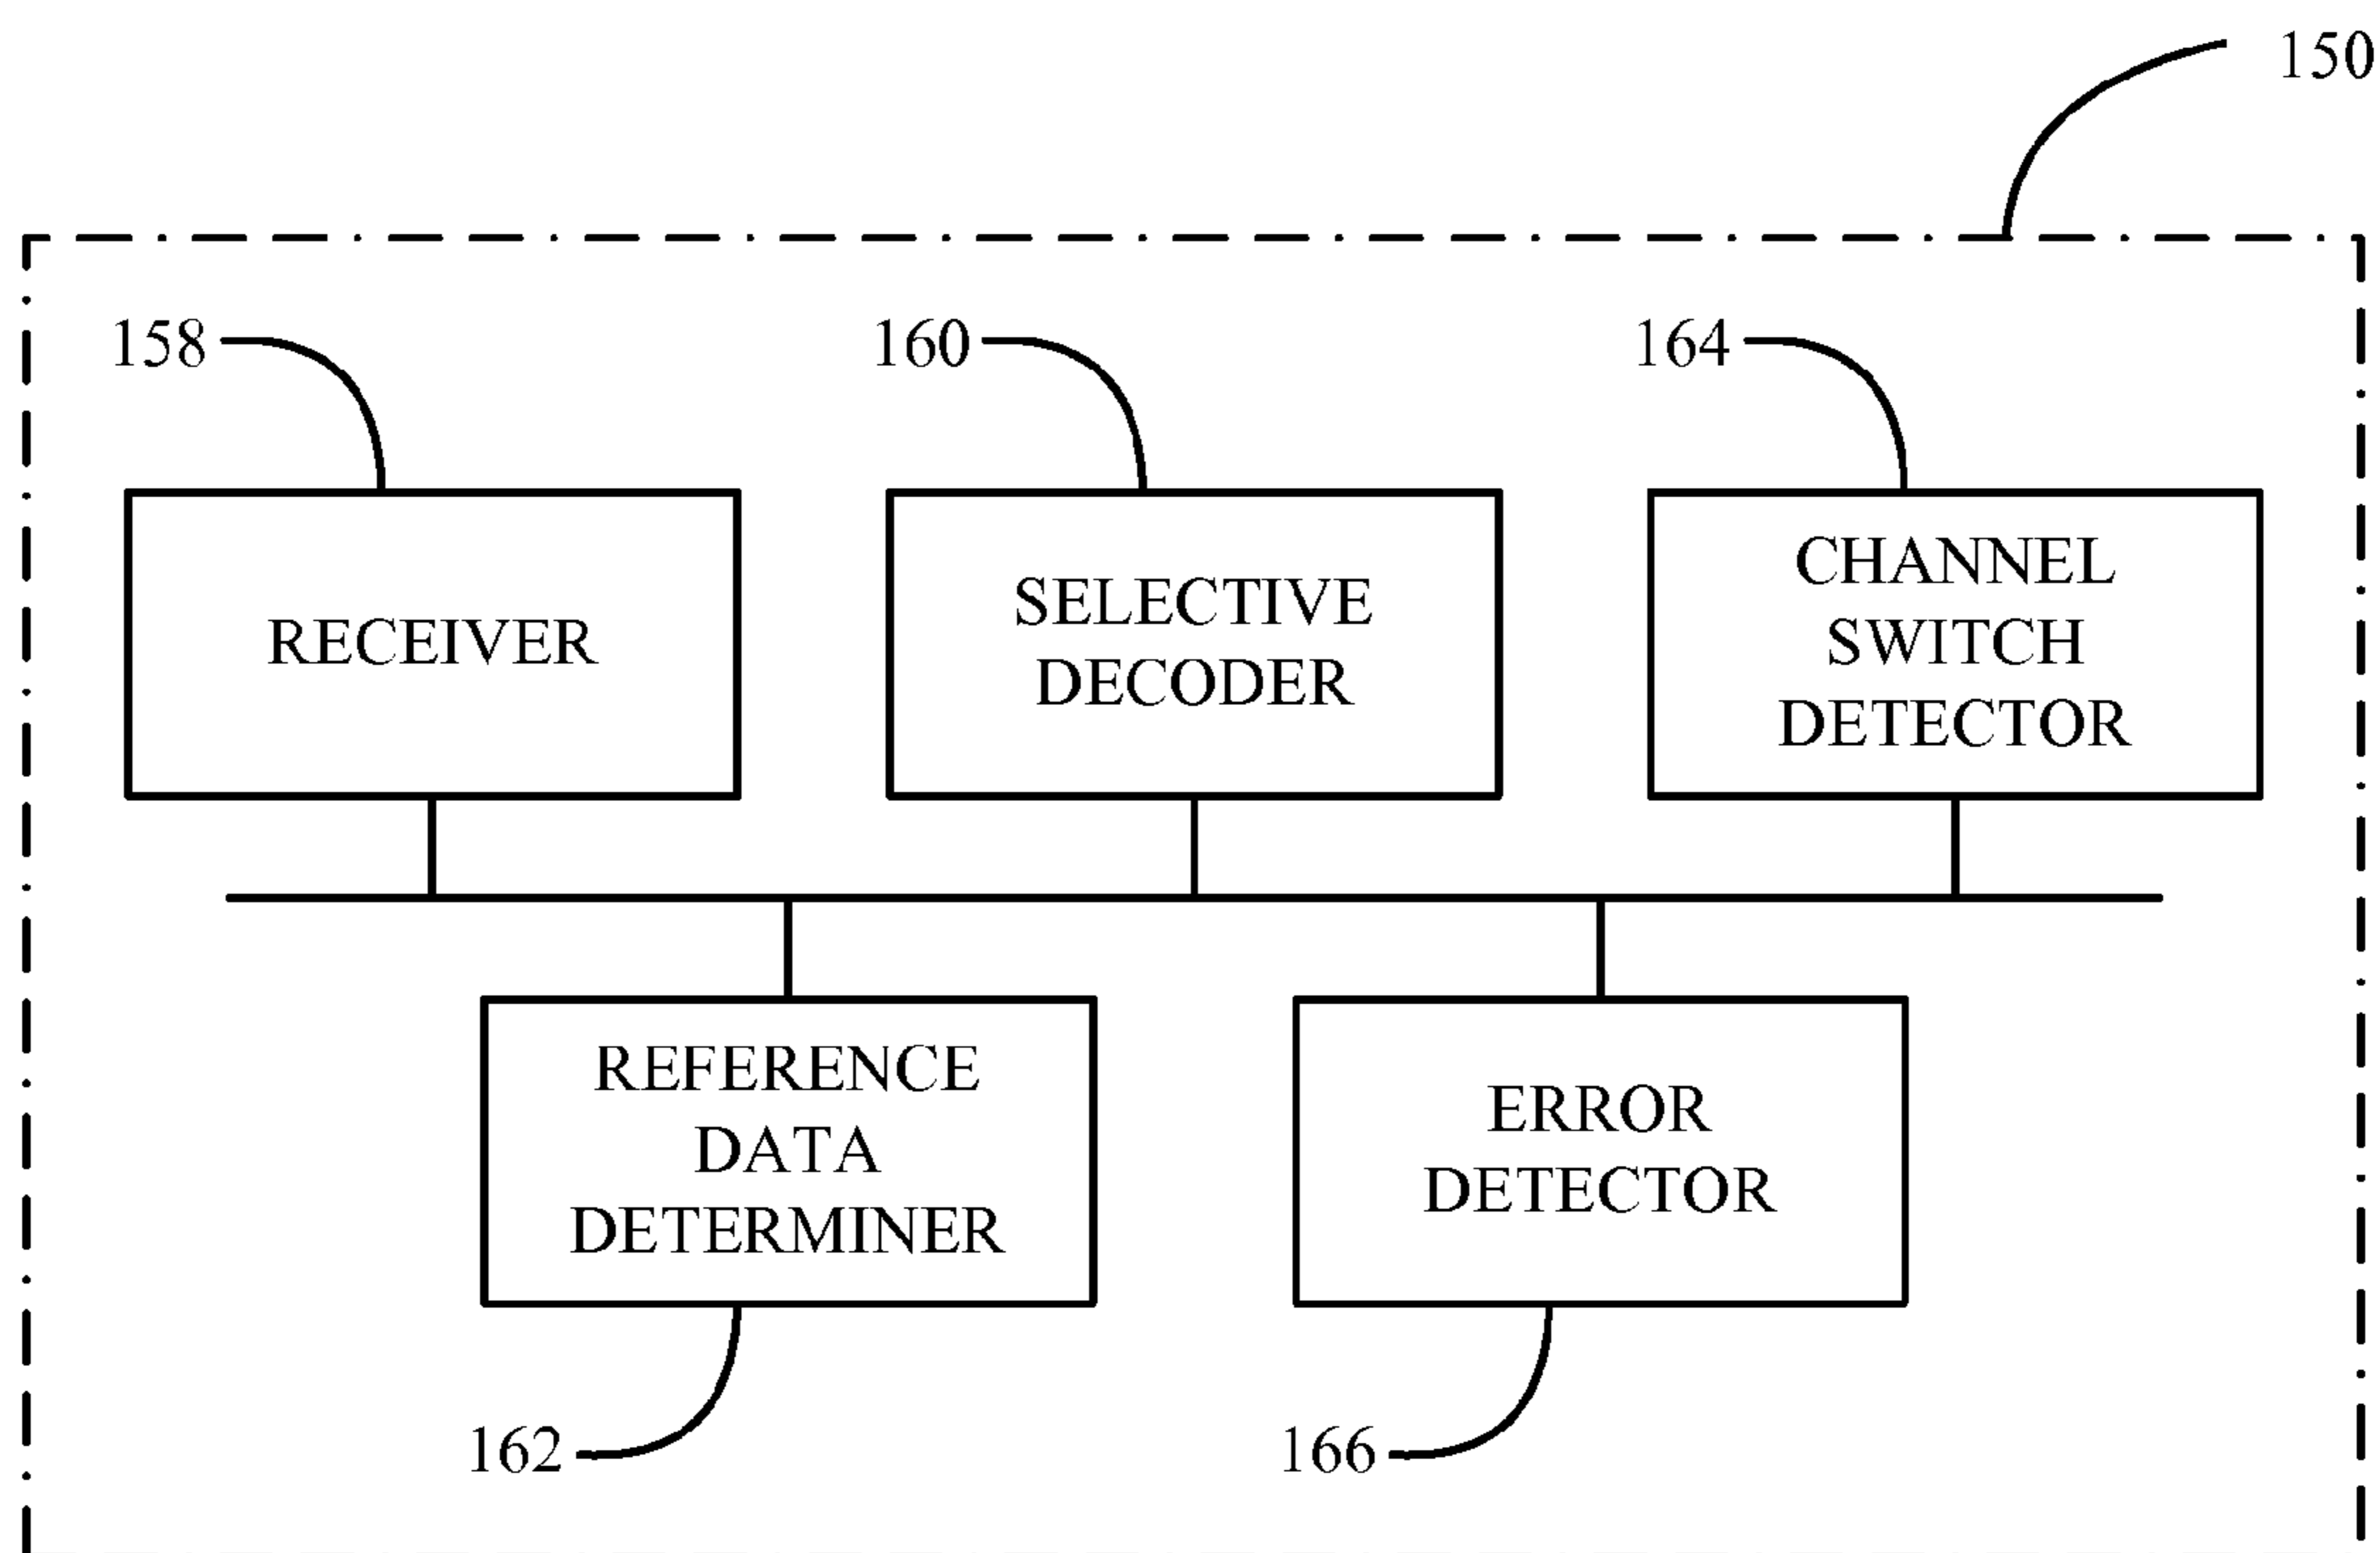 150
158
160
164
RECEIVER
SELECTIVE
DECODER
CHANNEL
SWITCH
DETECTOR
REFERENCE
DATA
DETERMINER
ERROR
DETECTOR
162
166